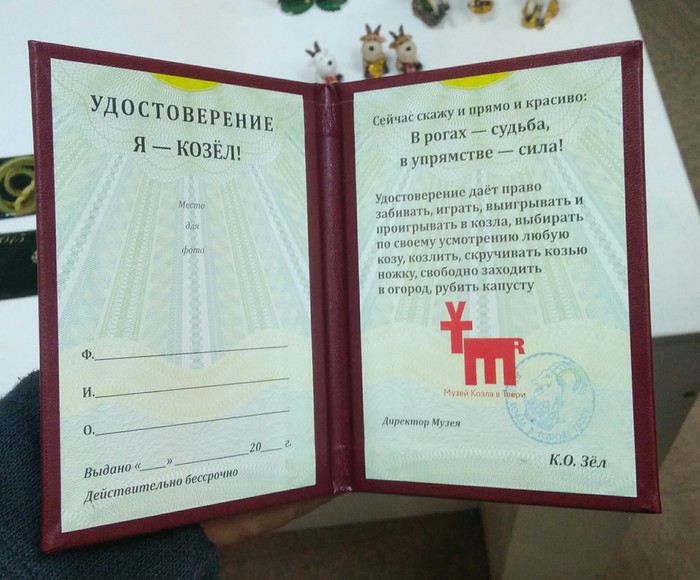 УДОСТОВЕРЕНИЕ
Я — КОЗЁЛ!
Место
для
фото
Ф.
И.
О.
Выдано «___» ____________ 20___ г.
Действительно бессрочно
Сейчас скажу и прямо и красиво:
В рогах — судьба,
в упрямстве — сила!
Удостоверение даёт право
забивать, играть, выигрывать и
проигрывать в козла, выбирать
по своему усмотрению любую
козу, козлить, скручивать козью
ножку, свободно заходить
в огород, рубить капусту
Музей Козла в Твери
Директор Музея
К.О. Зёл